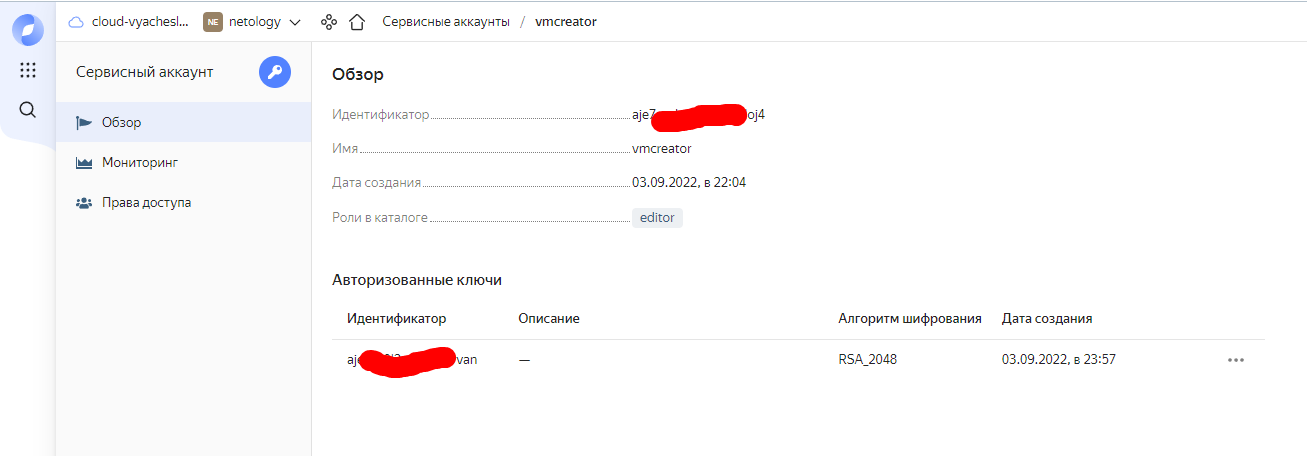 cloud-vyachesl... NE netology Сервисные аккаунты / vmcreator
Сервисный аккаунт
Обзор
Мониторинг
Права доступа
Обзор
Идентификатор aje7 oj4
Имя vmcreator
Дата создания 03.09.2022, в 22:04
Роли в каталоге editor
Авторизованные ключи
Идентификатор Описание Алгоритм шифрования Дата создания
aje van — RSA_2048 03.09.2022, в 23:57